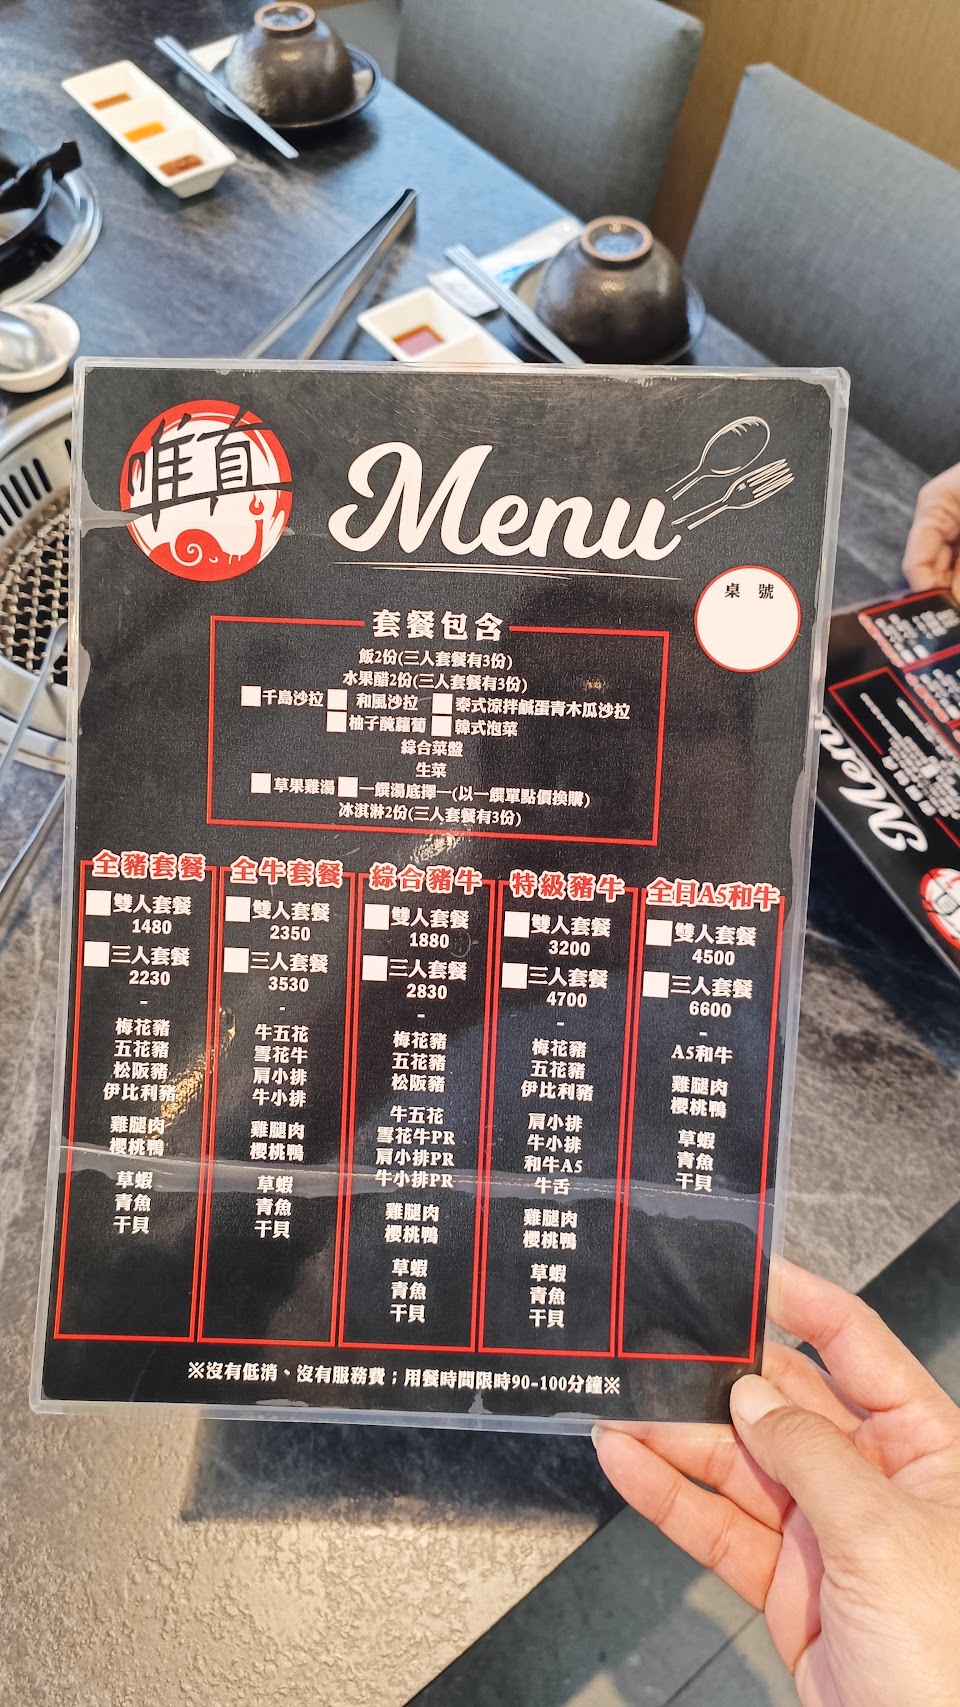 唯真
Menu
桌 號
套餐包含
飯2份(三人套餐有3份)
水果醋2份(三人套餐有3份)
千島沙拉 和風沙拉 泰式涼拌鹹蛋青木瓜沙拉
柚子醃蘿蔔 韓式泡菜
綜合菜盤
生菜
草果雞湯 一饌湯底擇一(以一饌單點價換購)
冰淇淋2份(三人套餐有3份)
全豬套餐
雙人套餐
1480
三人套餐
2230
-
梅花豬
五花豬
松阪豬
伊比利豬
雞腿肉
櫻桃鴨
草蝦
青魚
干貝
全牛套餐
雙人套餐
2350
三人套餐
3530
-
牛五花
雪花牛
肩小排
牛小排
雞腿肉
櫻桃鴨
草蝦
青魚
干貝
綜合豬牛
雙人套餐
1880
三人套餐
2830
-
梅花豬
五花豬
松阪豬
牛五花
雪花牛PR
肩小排PR
牛小排PR
雞腿肉
櫻桃鴨
草蝦
青魚
干貝
特級豬牛
雙人套餐
3200
三人套餐
4700
-
梅花豬
五花豬
伊比利豬
肩小排
牛小排
和牛A5
牛舌
雞腿肉
櫻桃鴨
草蝦
青魚
干貝
全日A5和牛
雙人套餐
4500
三人套餐
6600
-
A5和牛
雞腿肉
櫻桃鴨
草蝦
青魚
干貝
※沒有低消、沒有服務費；用餐時間限時90-100分鐘※
Men